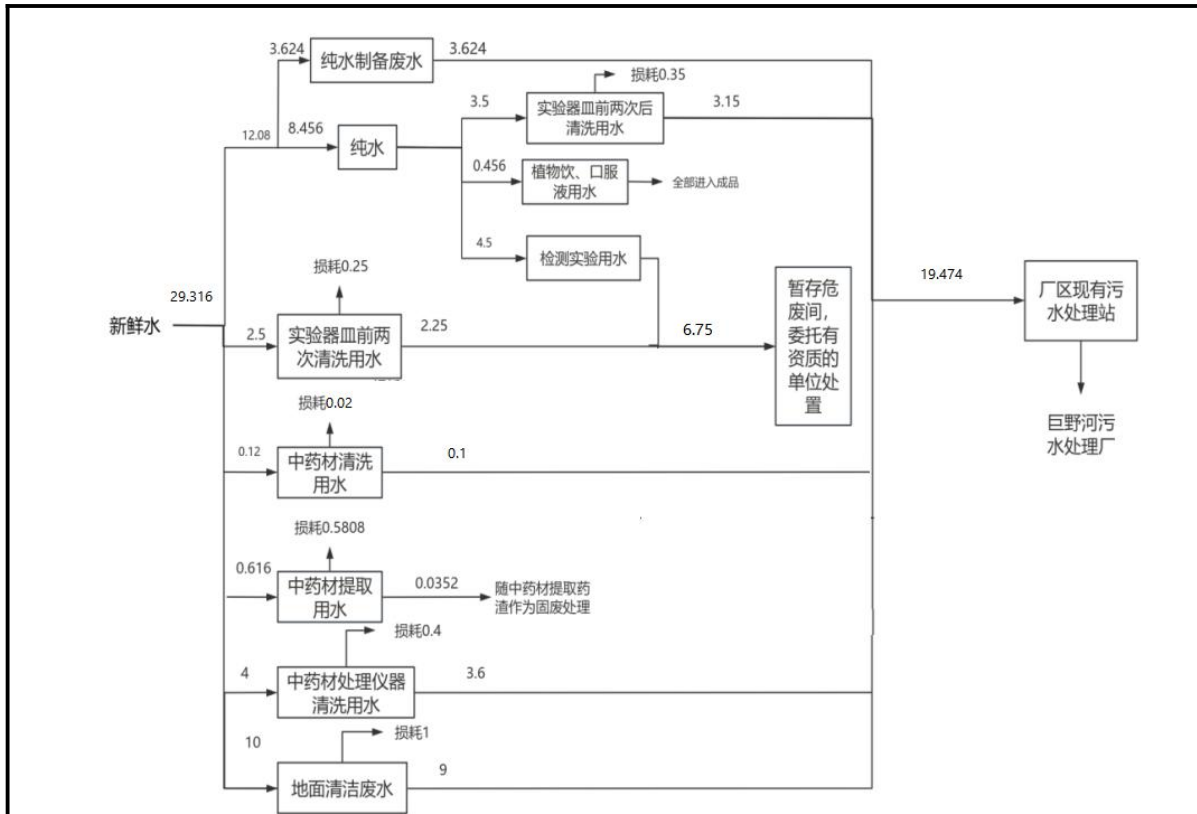 3.624
纯水制备废水
3.624
损耗0.35
12.08
8.456
纯水
3.5
实验器皿前两次后
清洗用水
3.15
0.456
植物饮、口服
液用水
全部进入成品
4.5
检测实验用水
损耗0.25
新鲜水
29.316
2.5
实验器皿前两
次清洗用水
2.25
6.75
暂存危
废间，
委托有
资质的
单位处
置
19.474
厂区现有污
水处理站
巨野河污
水处理厂
损耗0.02
0.12
中药材清洗
用水
0.1
损耗0.5808
0.616
中药材提取
用水
0.0352
随中药材提取药
渣作为固废处理
损耗0.4
4
中药材处理仪器
清洗用水
3.6
损耗1
10
地面清洁废水
9